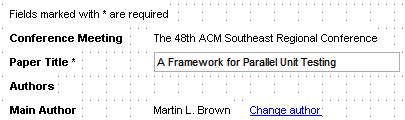 Fields marked with * are required
Conference Meeting The 48th ACM Southeast Regional Conference
Paper Title * A Framework for Parallel Unit Testing
Authors
Main Author Martin L. Brown Change author